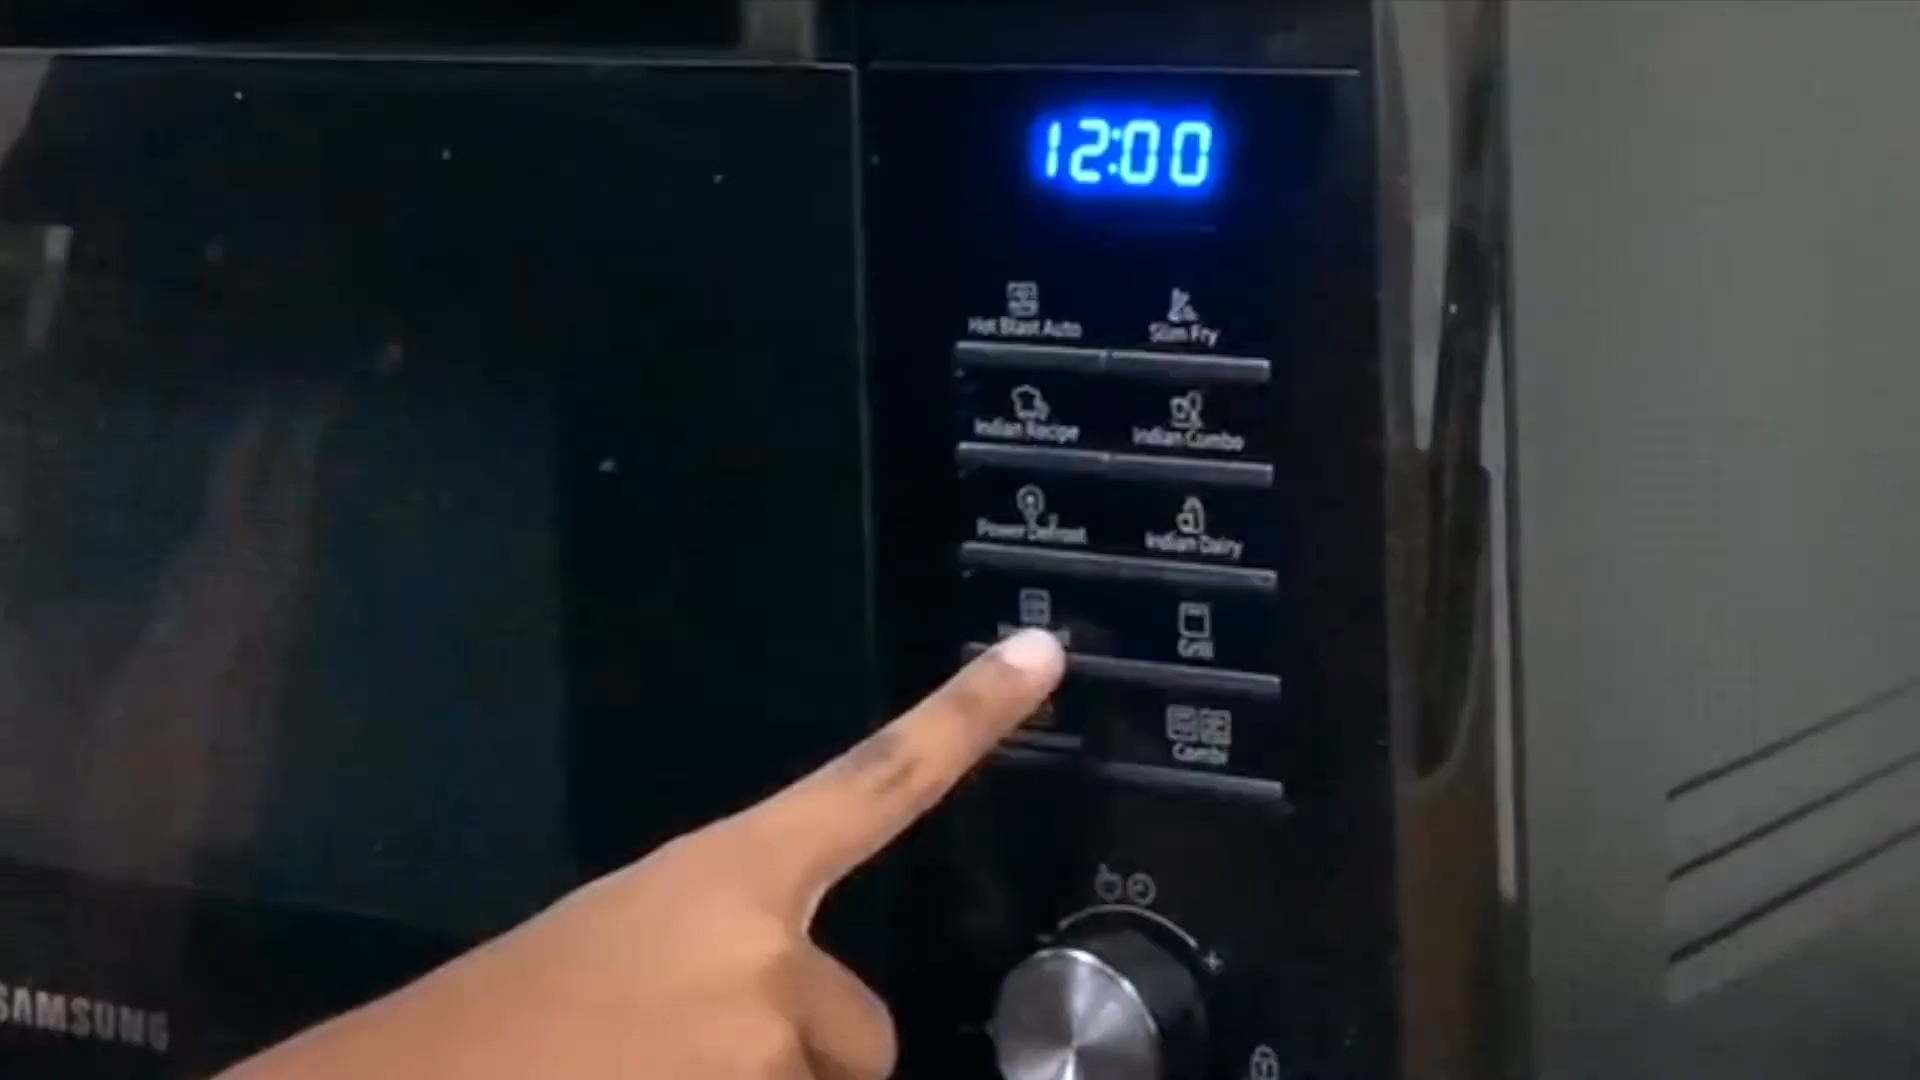 12:00
Hot Blast Auto
Slim Fry
Indian Recipe
Indian Combo
Power Defrost
Indian Dairy
Grill
Combi
SAMSUNG